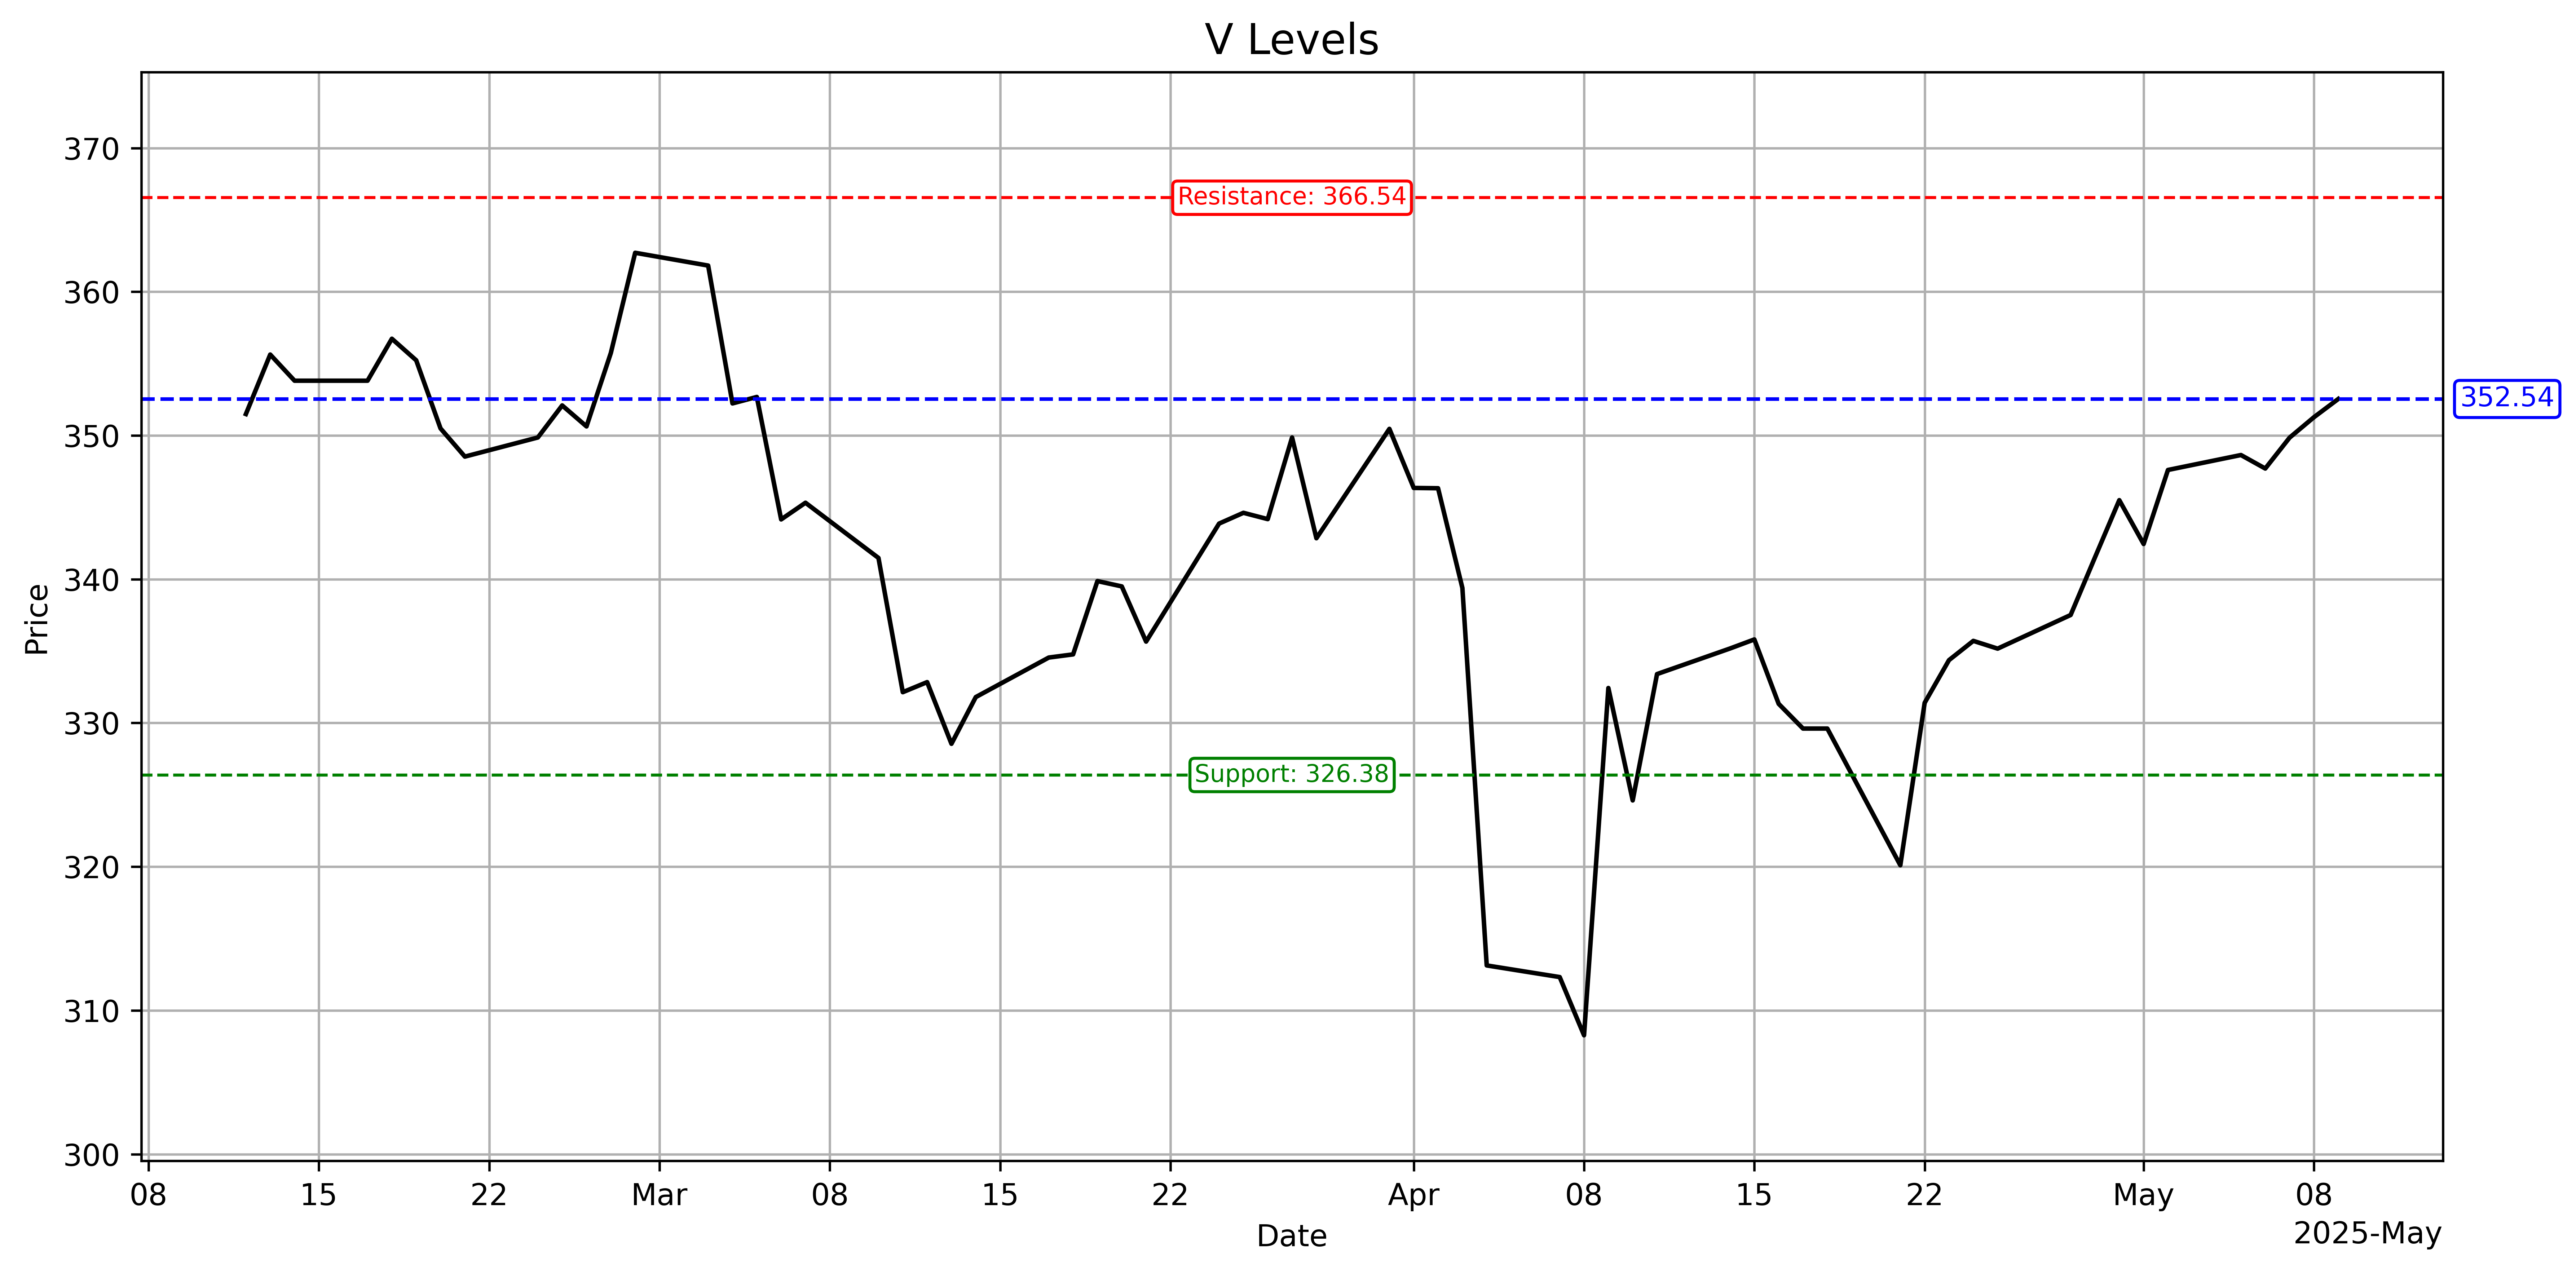 V Levels
370
Resistance: 366.54
360
352.54
350
340
Price
330
Support: 326.38
320
310
300
08 15 22 Mar 08 15 22 Apr 08 15 22 May 08
Date
2025-May